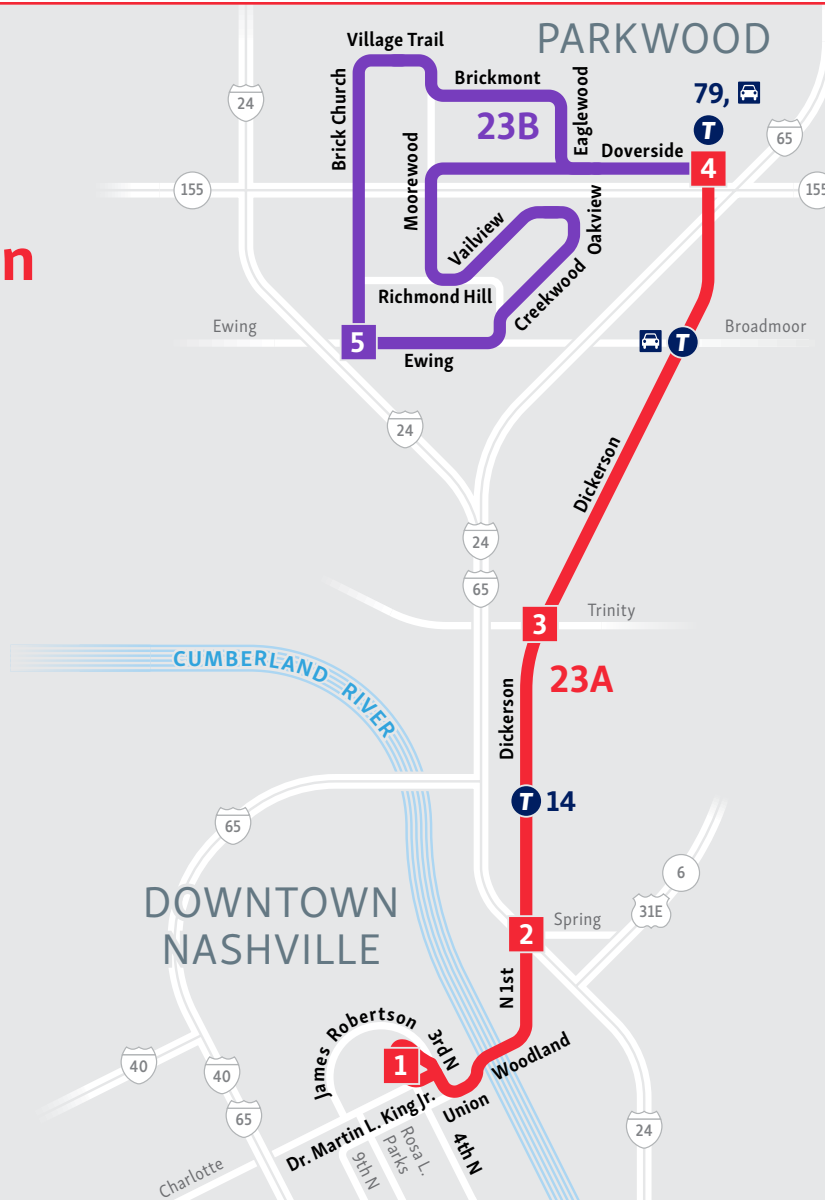 PARKWOOD
Village Trail
Brickmont
Brick Church
Eaglewood
79,
T
24
23B
65
Doverside
4
Moorewood
155
155
Oakview
Vailview
n
Richmond Hill
Creekwood
Ewing
5
Ewing
T
Broadmoor
24
Dickerson
24
65
3
Trinity
CUMBERLAND RIVER
23A
Dickerson
T 14
65
6
DOWNTOWN
NASHVILLE
31E
2
Spring
N 1st
James Robertson
3rd N
1
Woodland
40
40
65
Union
Dr. Martin L. King Jr.
4th N
24
Rosa L.
Parks
9th N
Charlotte